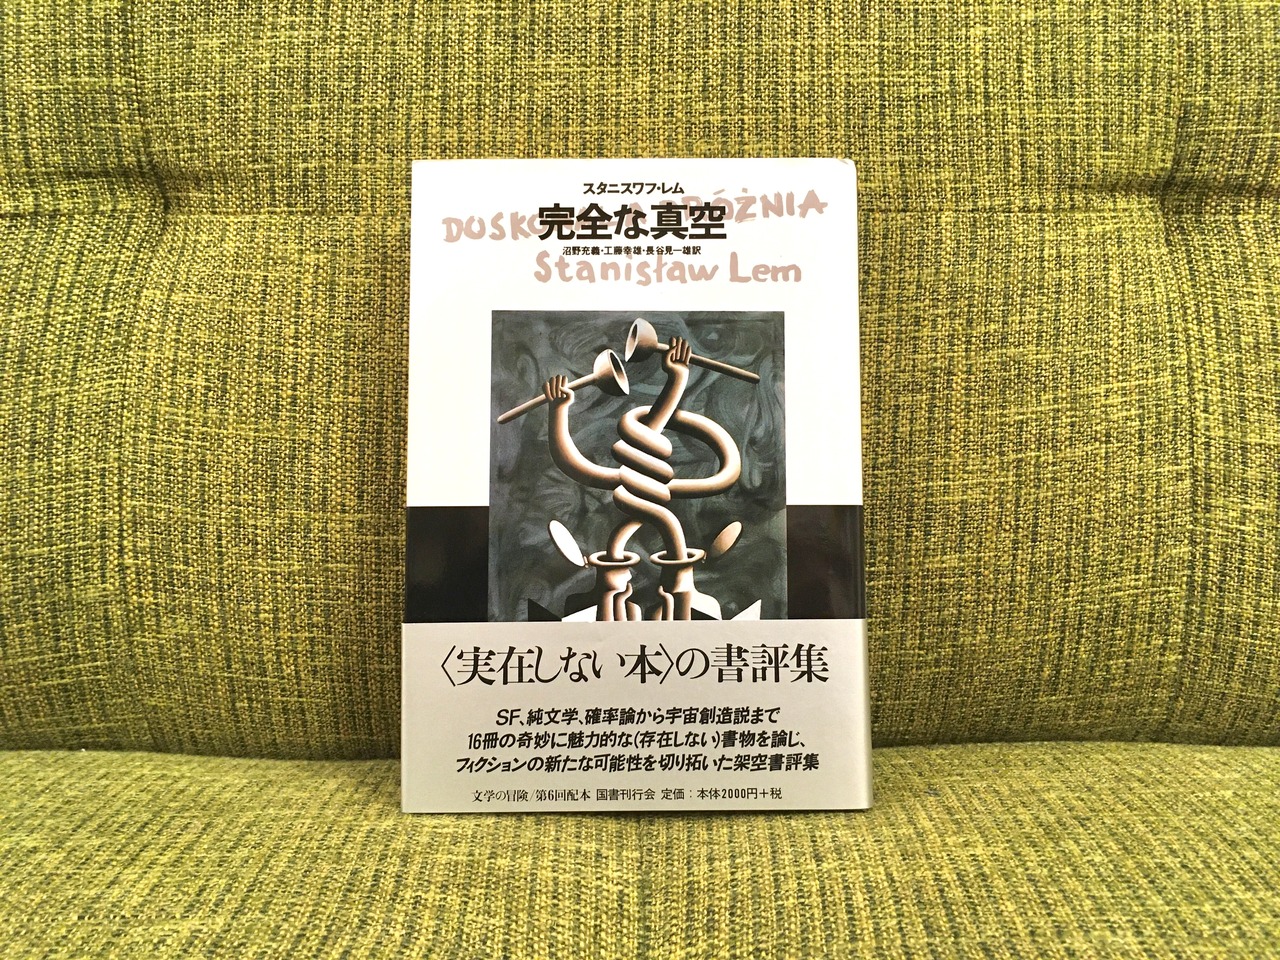 スタニスワフ・レム
完全な真空
沼野充義・工藤幸雄・長谷見一雄訳
Stanisław Lem
〈実在しない本〉の書評集
SF、純文学、確率論から宇宙創造説まで
16冊の奇妙に魅力的な(存在しない)書物を論じ、
フィクションの新たな可能性を切り拓いた架空書評集
文学の冒険/第6回配本 国書刊行会 定価：本体2000円+税